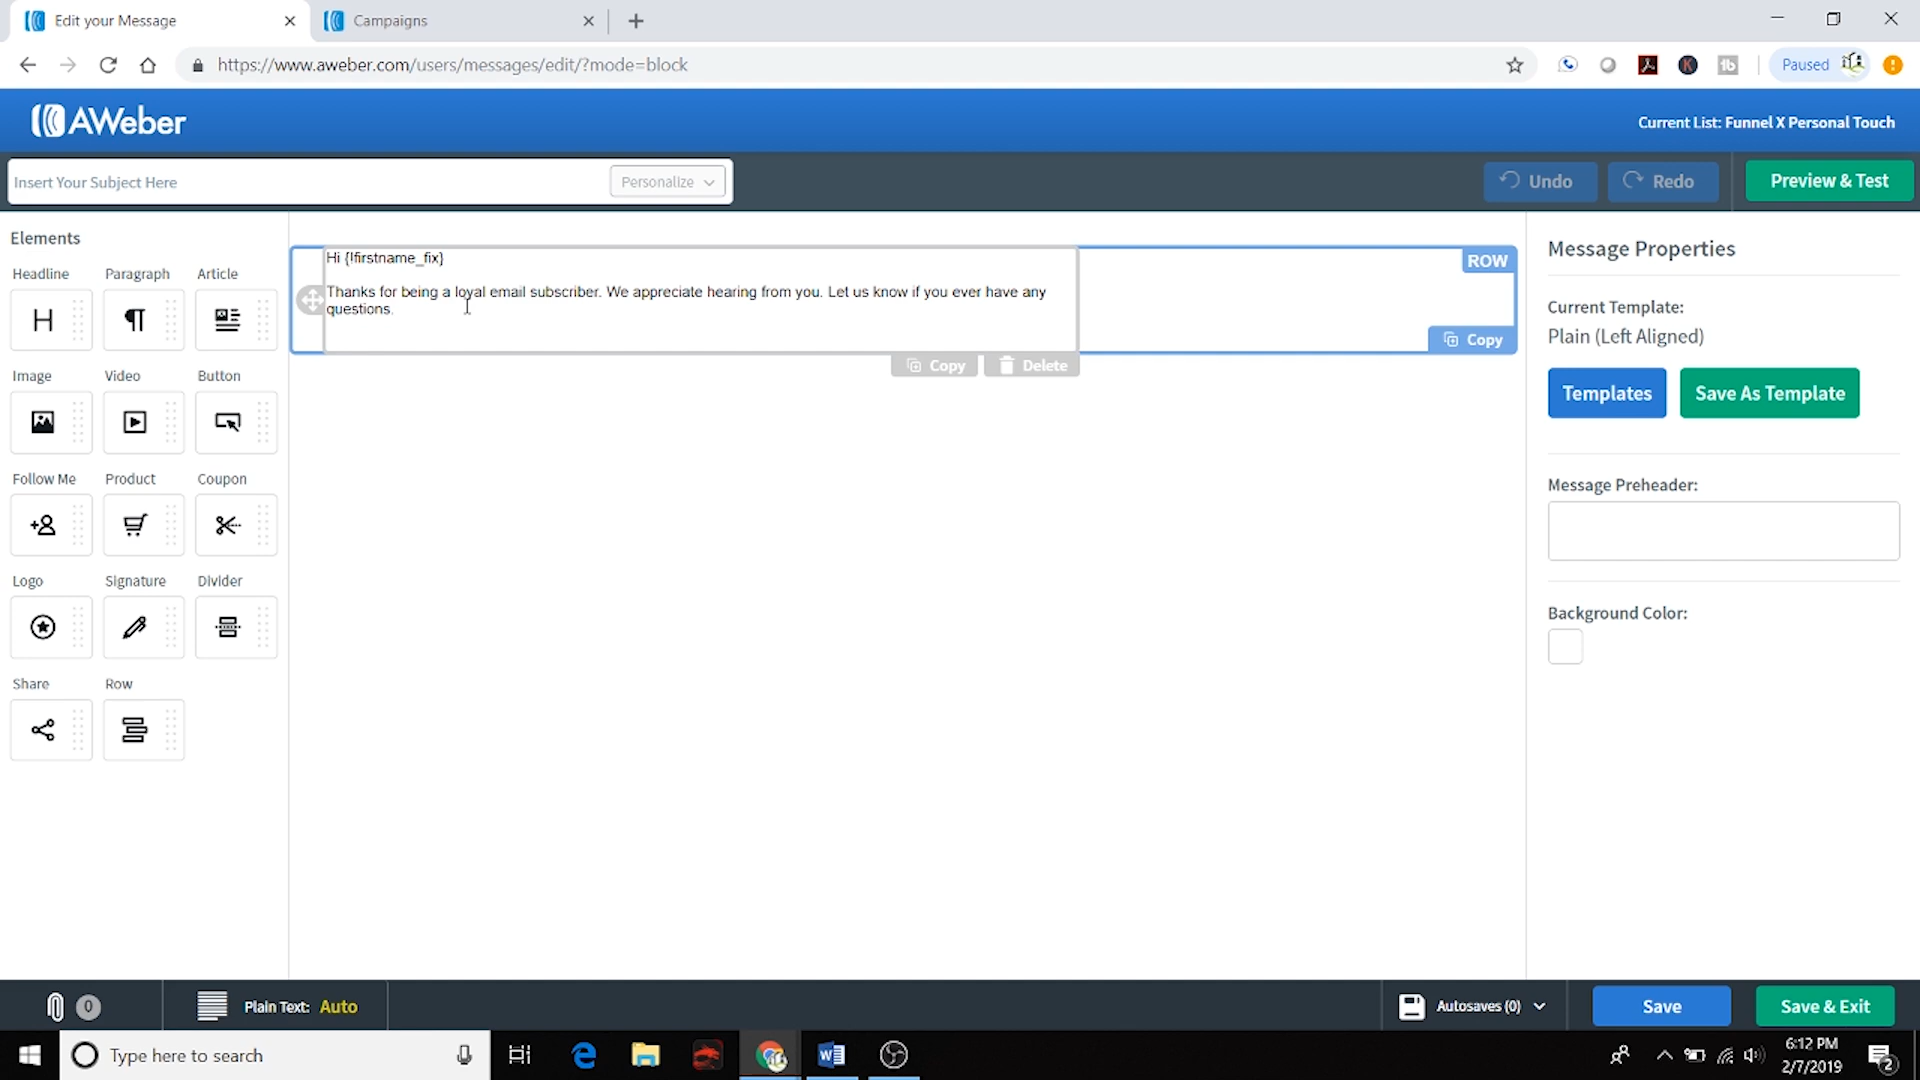 Edit your Message
Campaigns
https://www.aweber.com/users/messages/edit/?mode=block
Paused
AWeber
Current List: Funnel X Personal Touch
Insert Your Subject Here
Personalize
Undo
Redo
Preview & Test
Elements
Headline
Paragraph
Article
Image
Video
Button
Follow Me
Product
Coupon
Logo
Signature
Divider
Share
Row
Hi {!firstname_fix}
Thanks for being a loyal email subscriber. We appreciate hearing from you. Let us know if you ever have any
questions.
ROW
Copy
Copy
Delete
Message Properties
Current Template:
Plain (Left Aligned)
Templates
Save As Template
Message Preheader:
Background Color:
0
Plain Text: Auto
Autosaves (0)
Save
Save & Exit
Type here to search
6:12 PM
2/7/2019
2